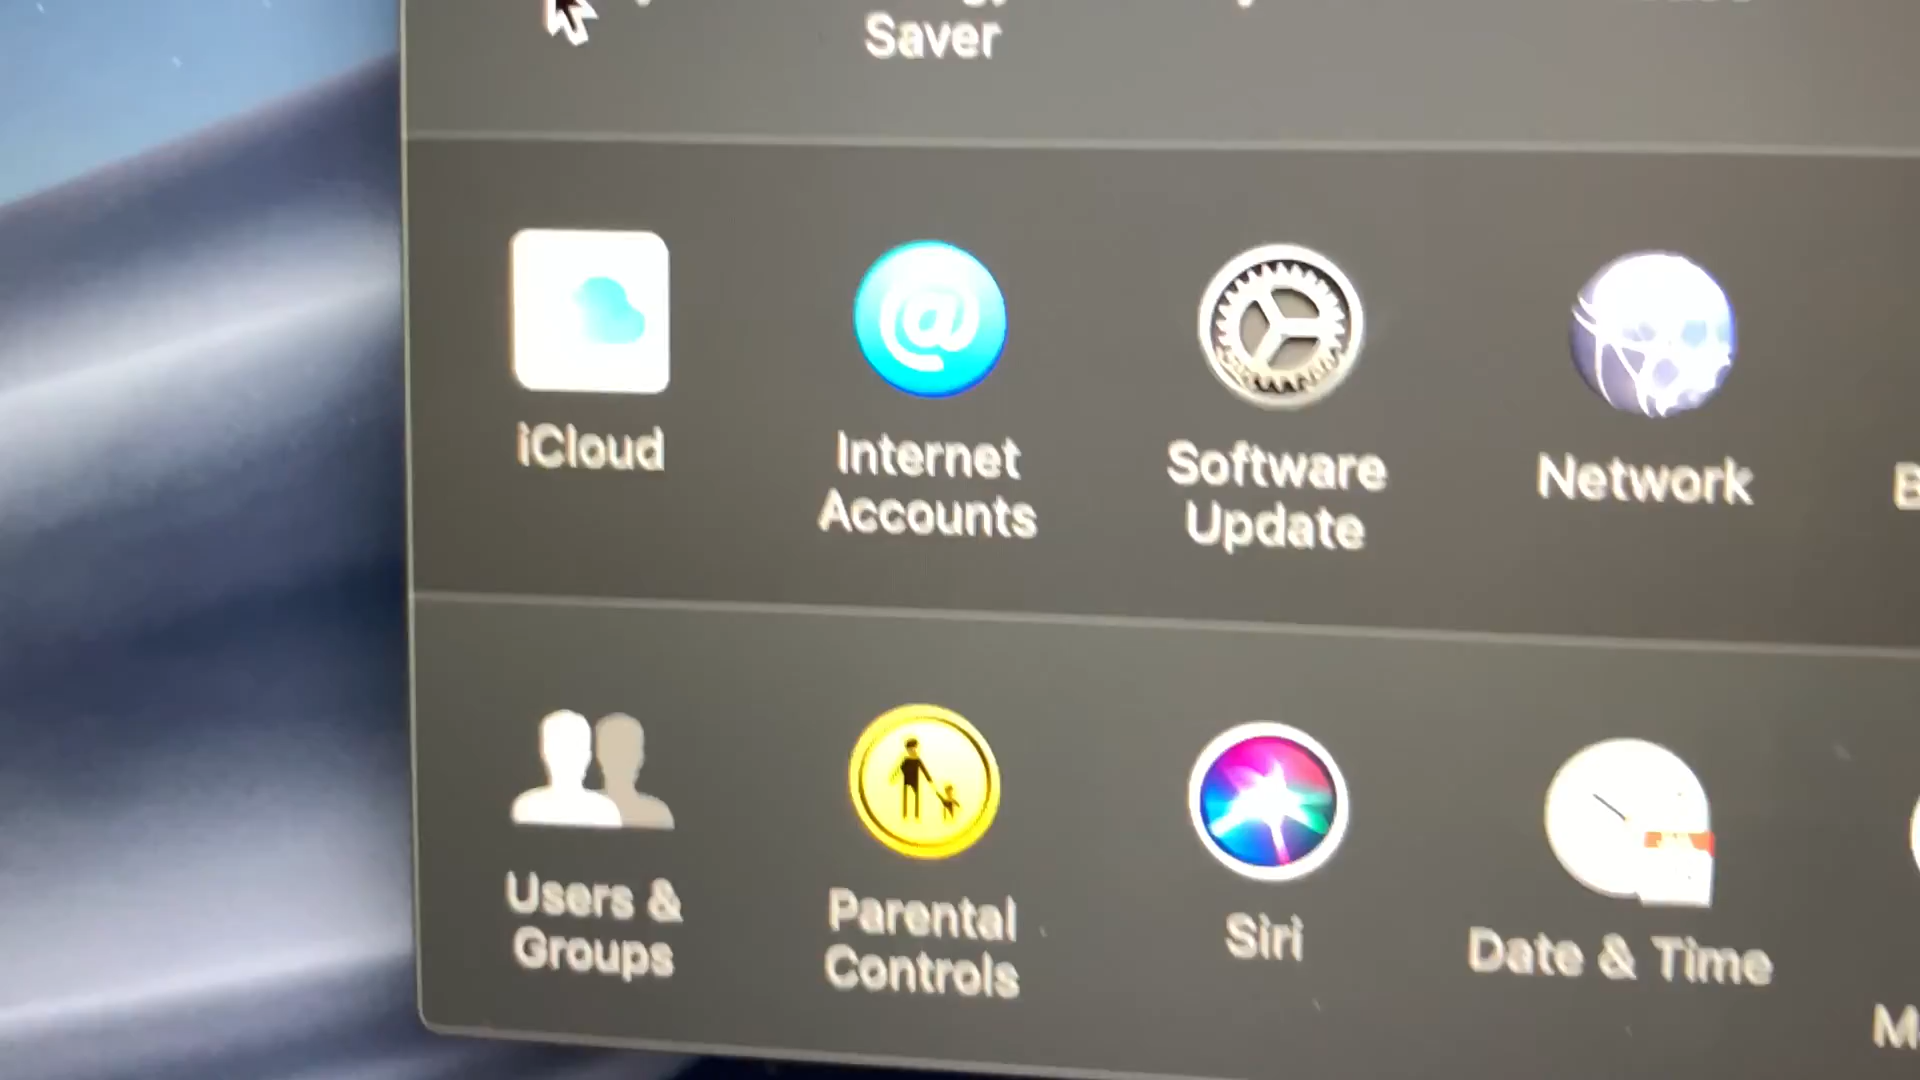 Saver
iCloud
Internet
Accounts
Software
Update
Network
Users &
Groups
Parental
Controls
Siri
Date & Time